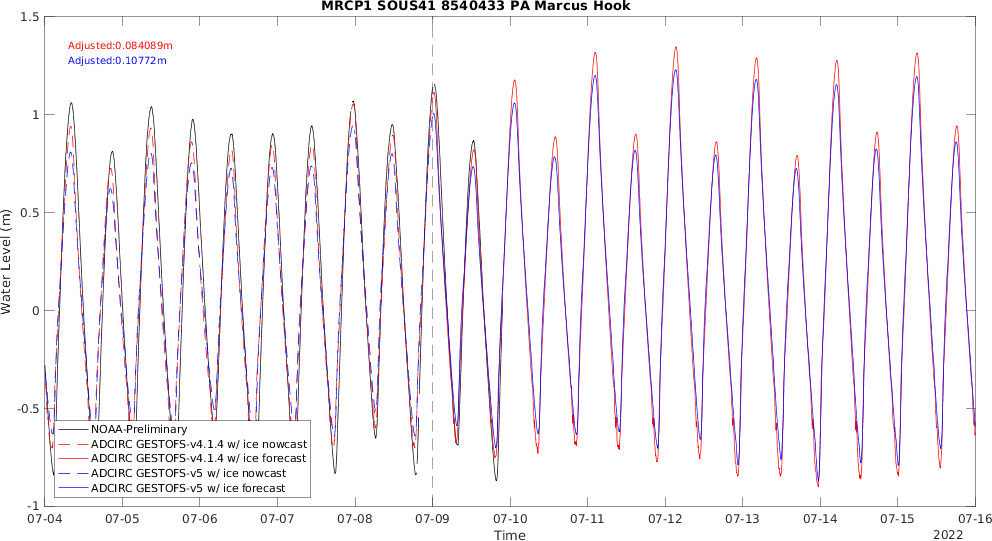 MRCP1 SOUS41 8540433 PA Marcus Hook
1.5
Adjusted:0.084089m
Adjusted:0.10772m
1
0.5
Water Level (m)
0
-0.5
NOAA-Preliminary
ADCIRC GESTOFS-v4.1.4 w/ ice nowcast
ADCIRC GESTOFS-v4.1.4 w/ ice forecast
ADCIRC GESTOFS-v5 w/ ice nowcast
ADCIRC GESTOFS-v5 w/ ice forecast
-1
07-04 07-05 07-06 07-07 07-08 07-09 07-10 07-11 07-12 07-13 07-14 07-15 07-16
Time
2022